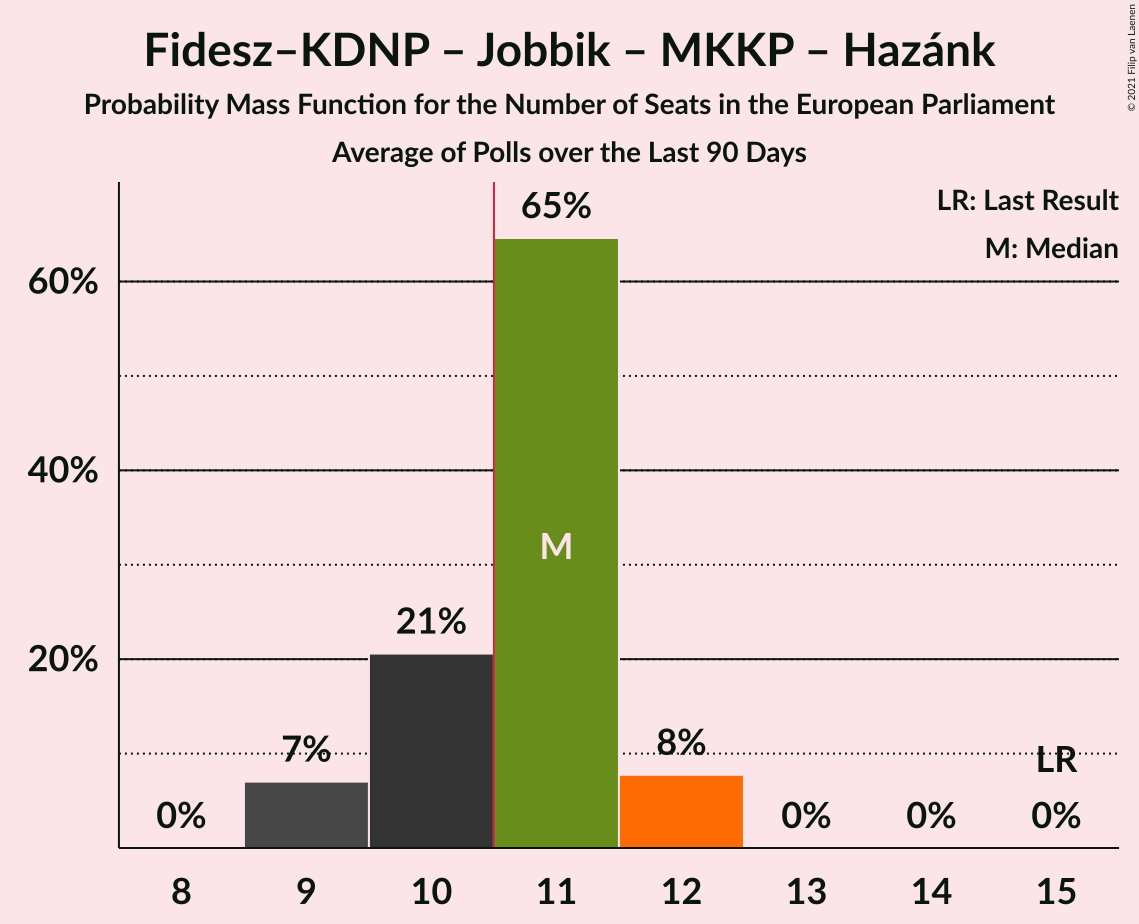 Fidesz–KDNP – Jobbik – MKKP – Hazánk
Probability Mass Function for the Number of Seats in the European Parliament
Average of Polls over the Last 90 Days
© 2021 Filip van Laenen
LR: Last Result
M: Median
65%
60%
40%
M
21%
20%
7%
8%
LR
0%
0%
0%
0%
8 9 10 11 12 13 14 15